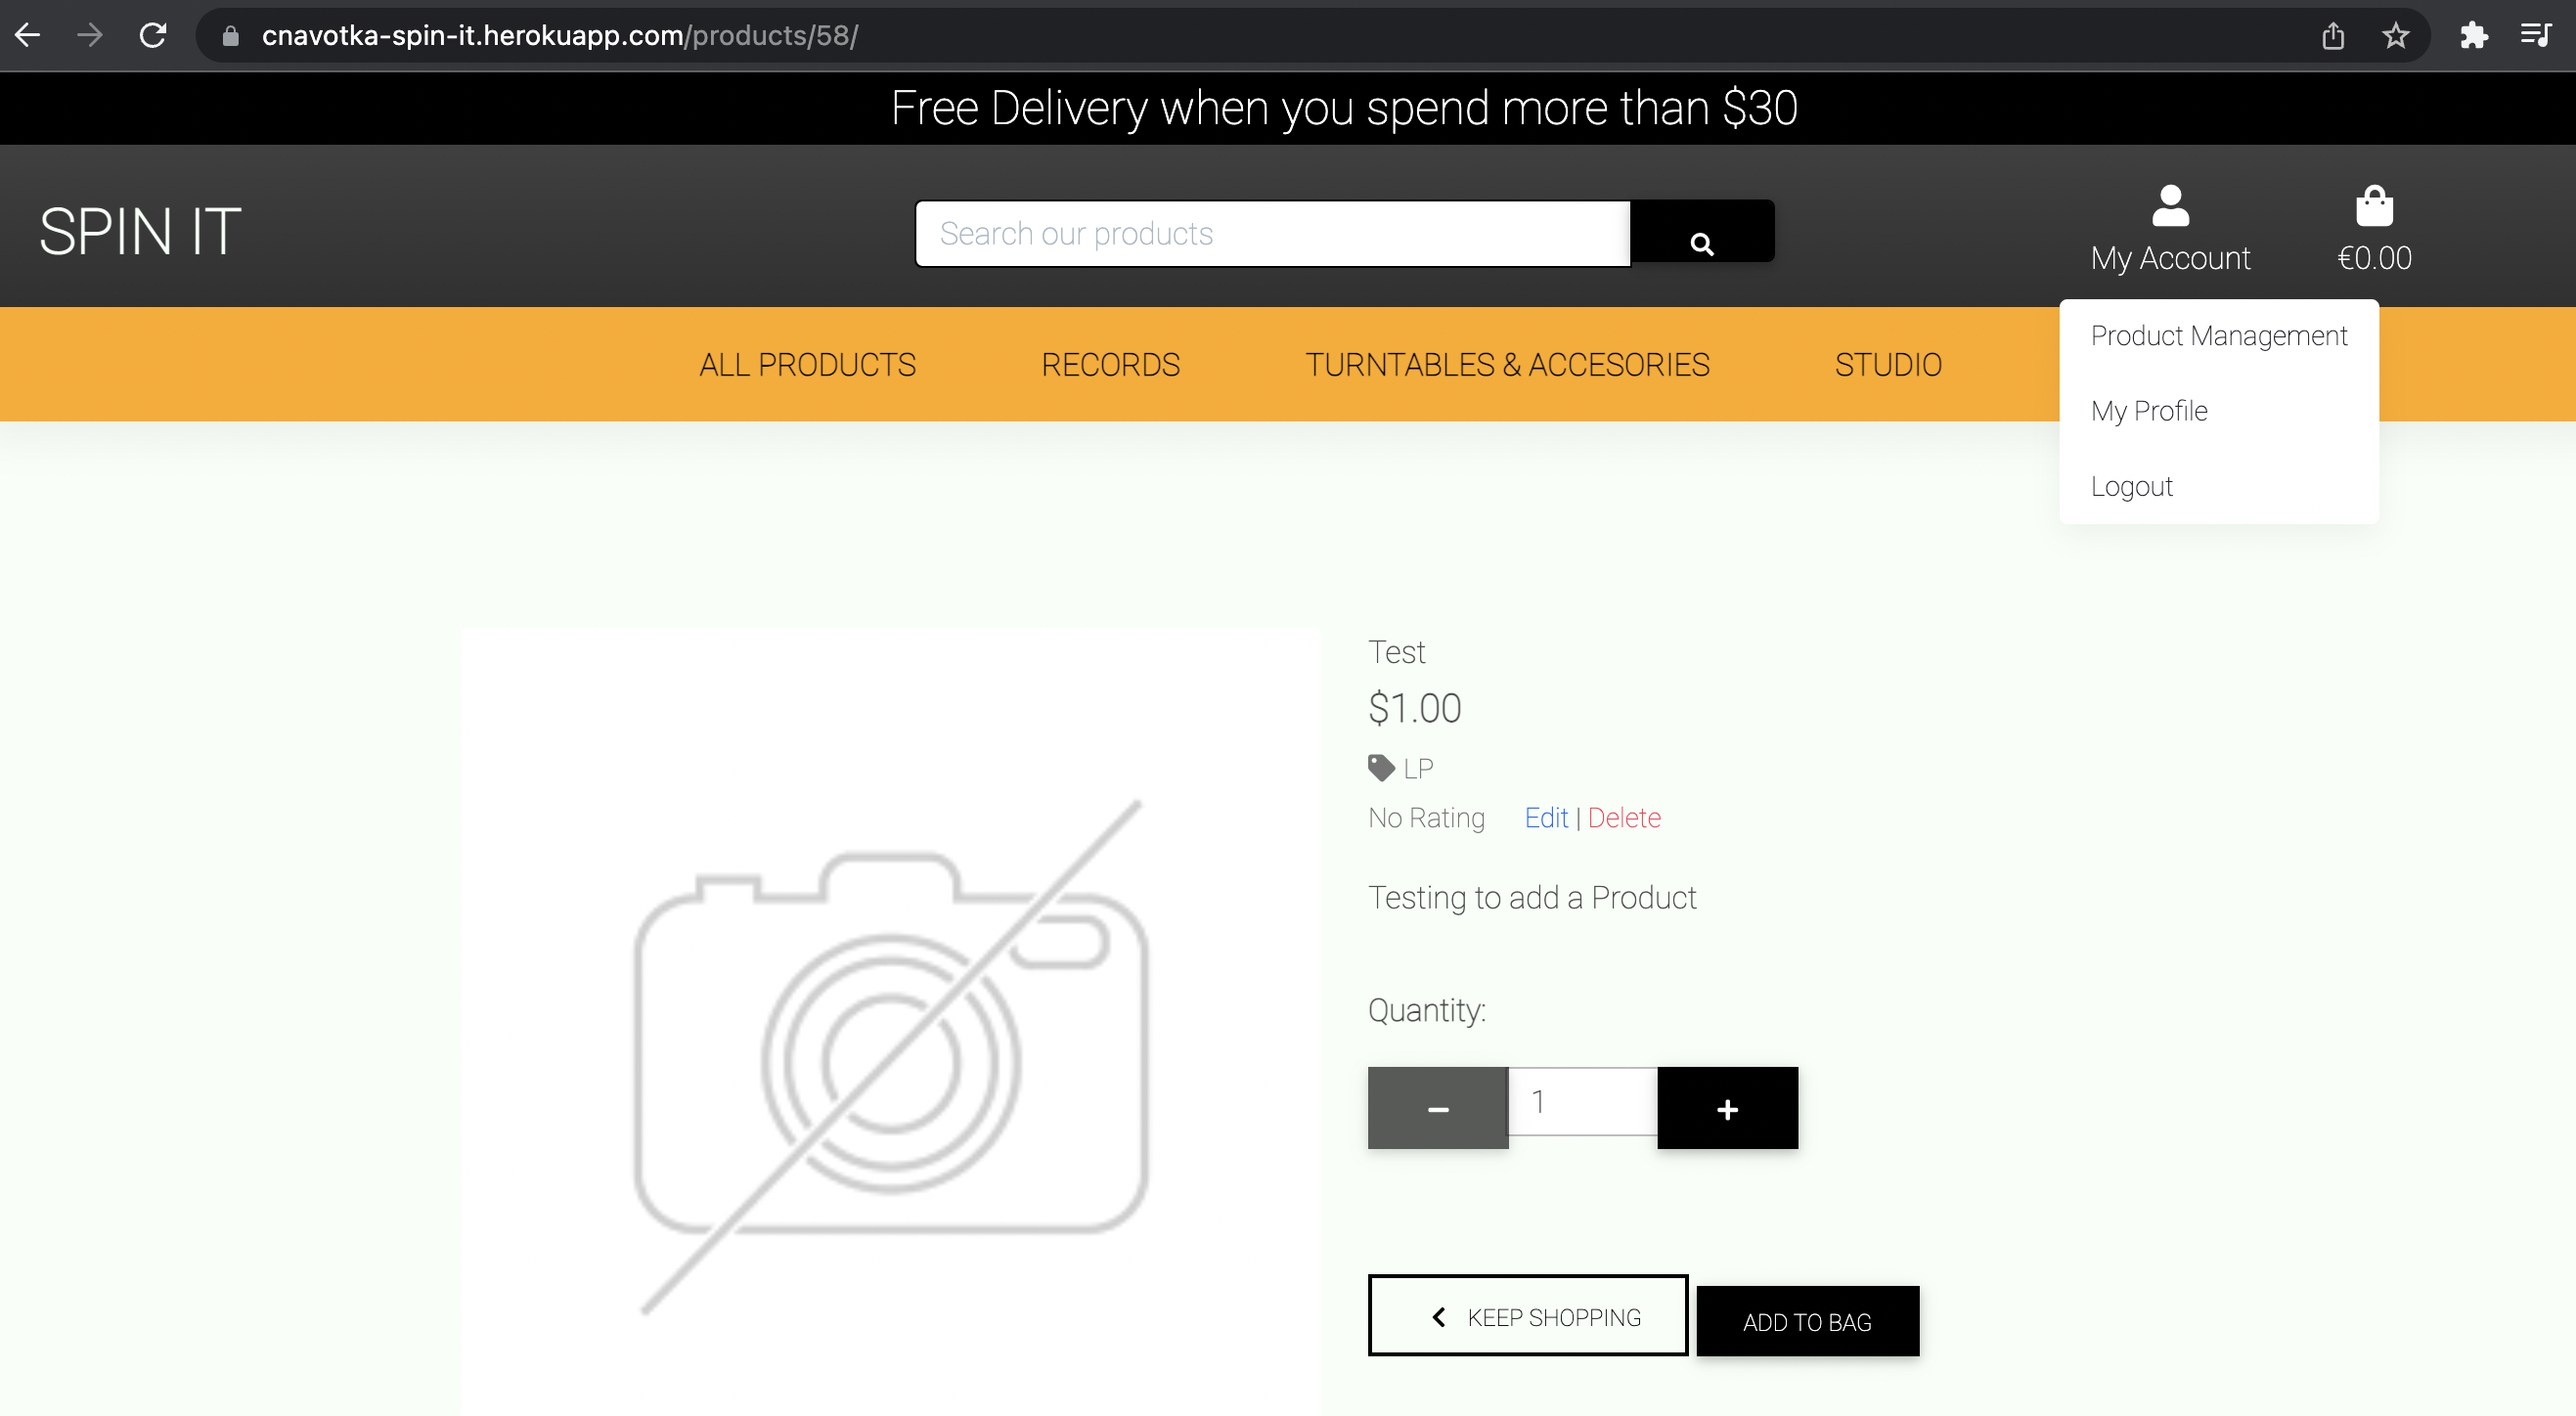 cnavotka-spin-it.herokuapp.com/products/58/
Free Delivery when you spend more than $30
SPIN IT
Search our products
My Account
€0.00
Product Management
My Profile
Logout
ALL PRODUCTS
RECORDS
TURNTABLES & ACCESORIES
STUDIO
Test
$1.00
LP
No Rating Edit | Delete
Testing to add a Product
Quantity:
1
KEEP SHOPPING
ADD TO BAG